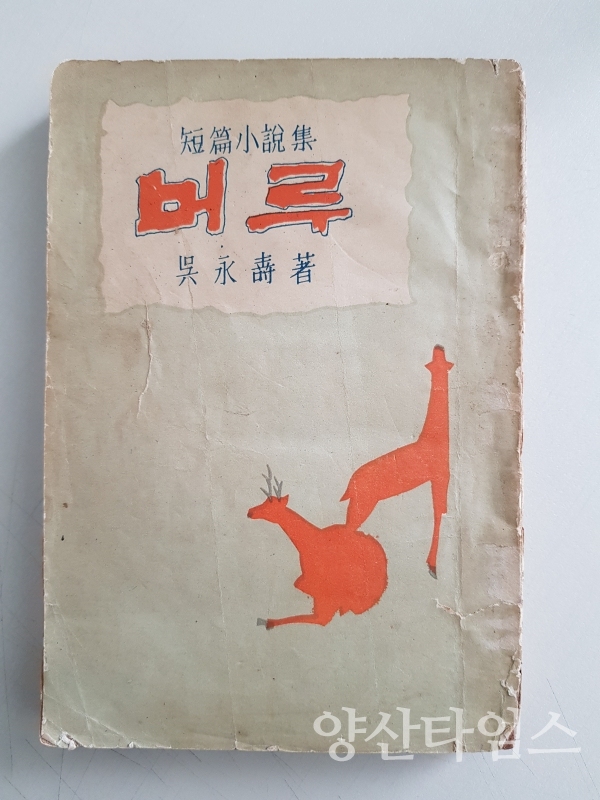 短篇小說集
머루
吳永壽著
양산타임스